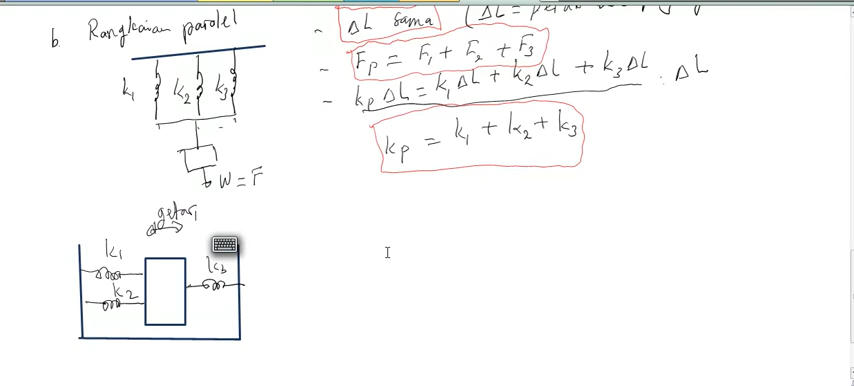 b. Rangkaian paralel
k1 k2 k3
W = F
- ΔL sama (ΔL =
- Fp = F1 + F2 + F3
- kp ΔL = k1 ΔL + k2 ΔL + k3 ΔL : ΔL
kp = k1 + k2 + k3
getar
k1
k2
k3